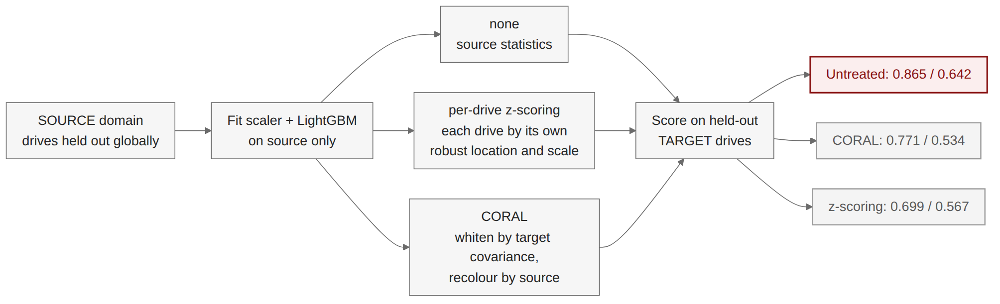 SOURCE domain
drives held out globally
Fit scaler + LightGBM
on source only
none
source statistics
per-drive z-scoring
each drive by its own
robust location and scale
CORAL
whiten by target
covariance,
recolour by source
Score on held-out
TARGET drives
Untreated: 0.865 / 0.642
CORAL: 0.771 / 0.534
z-scoring: 0.699 / 0.567